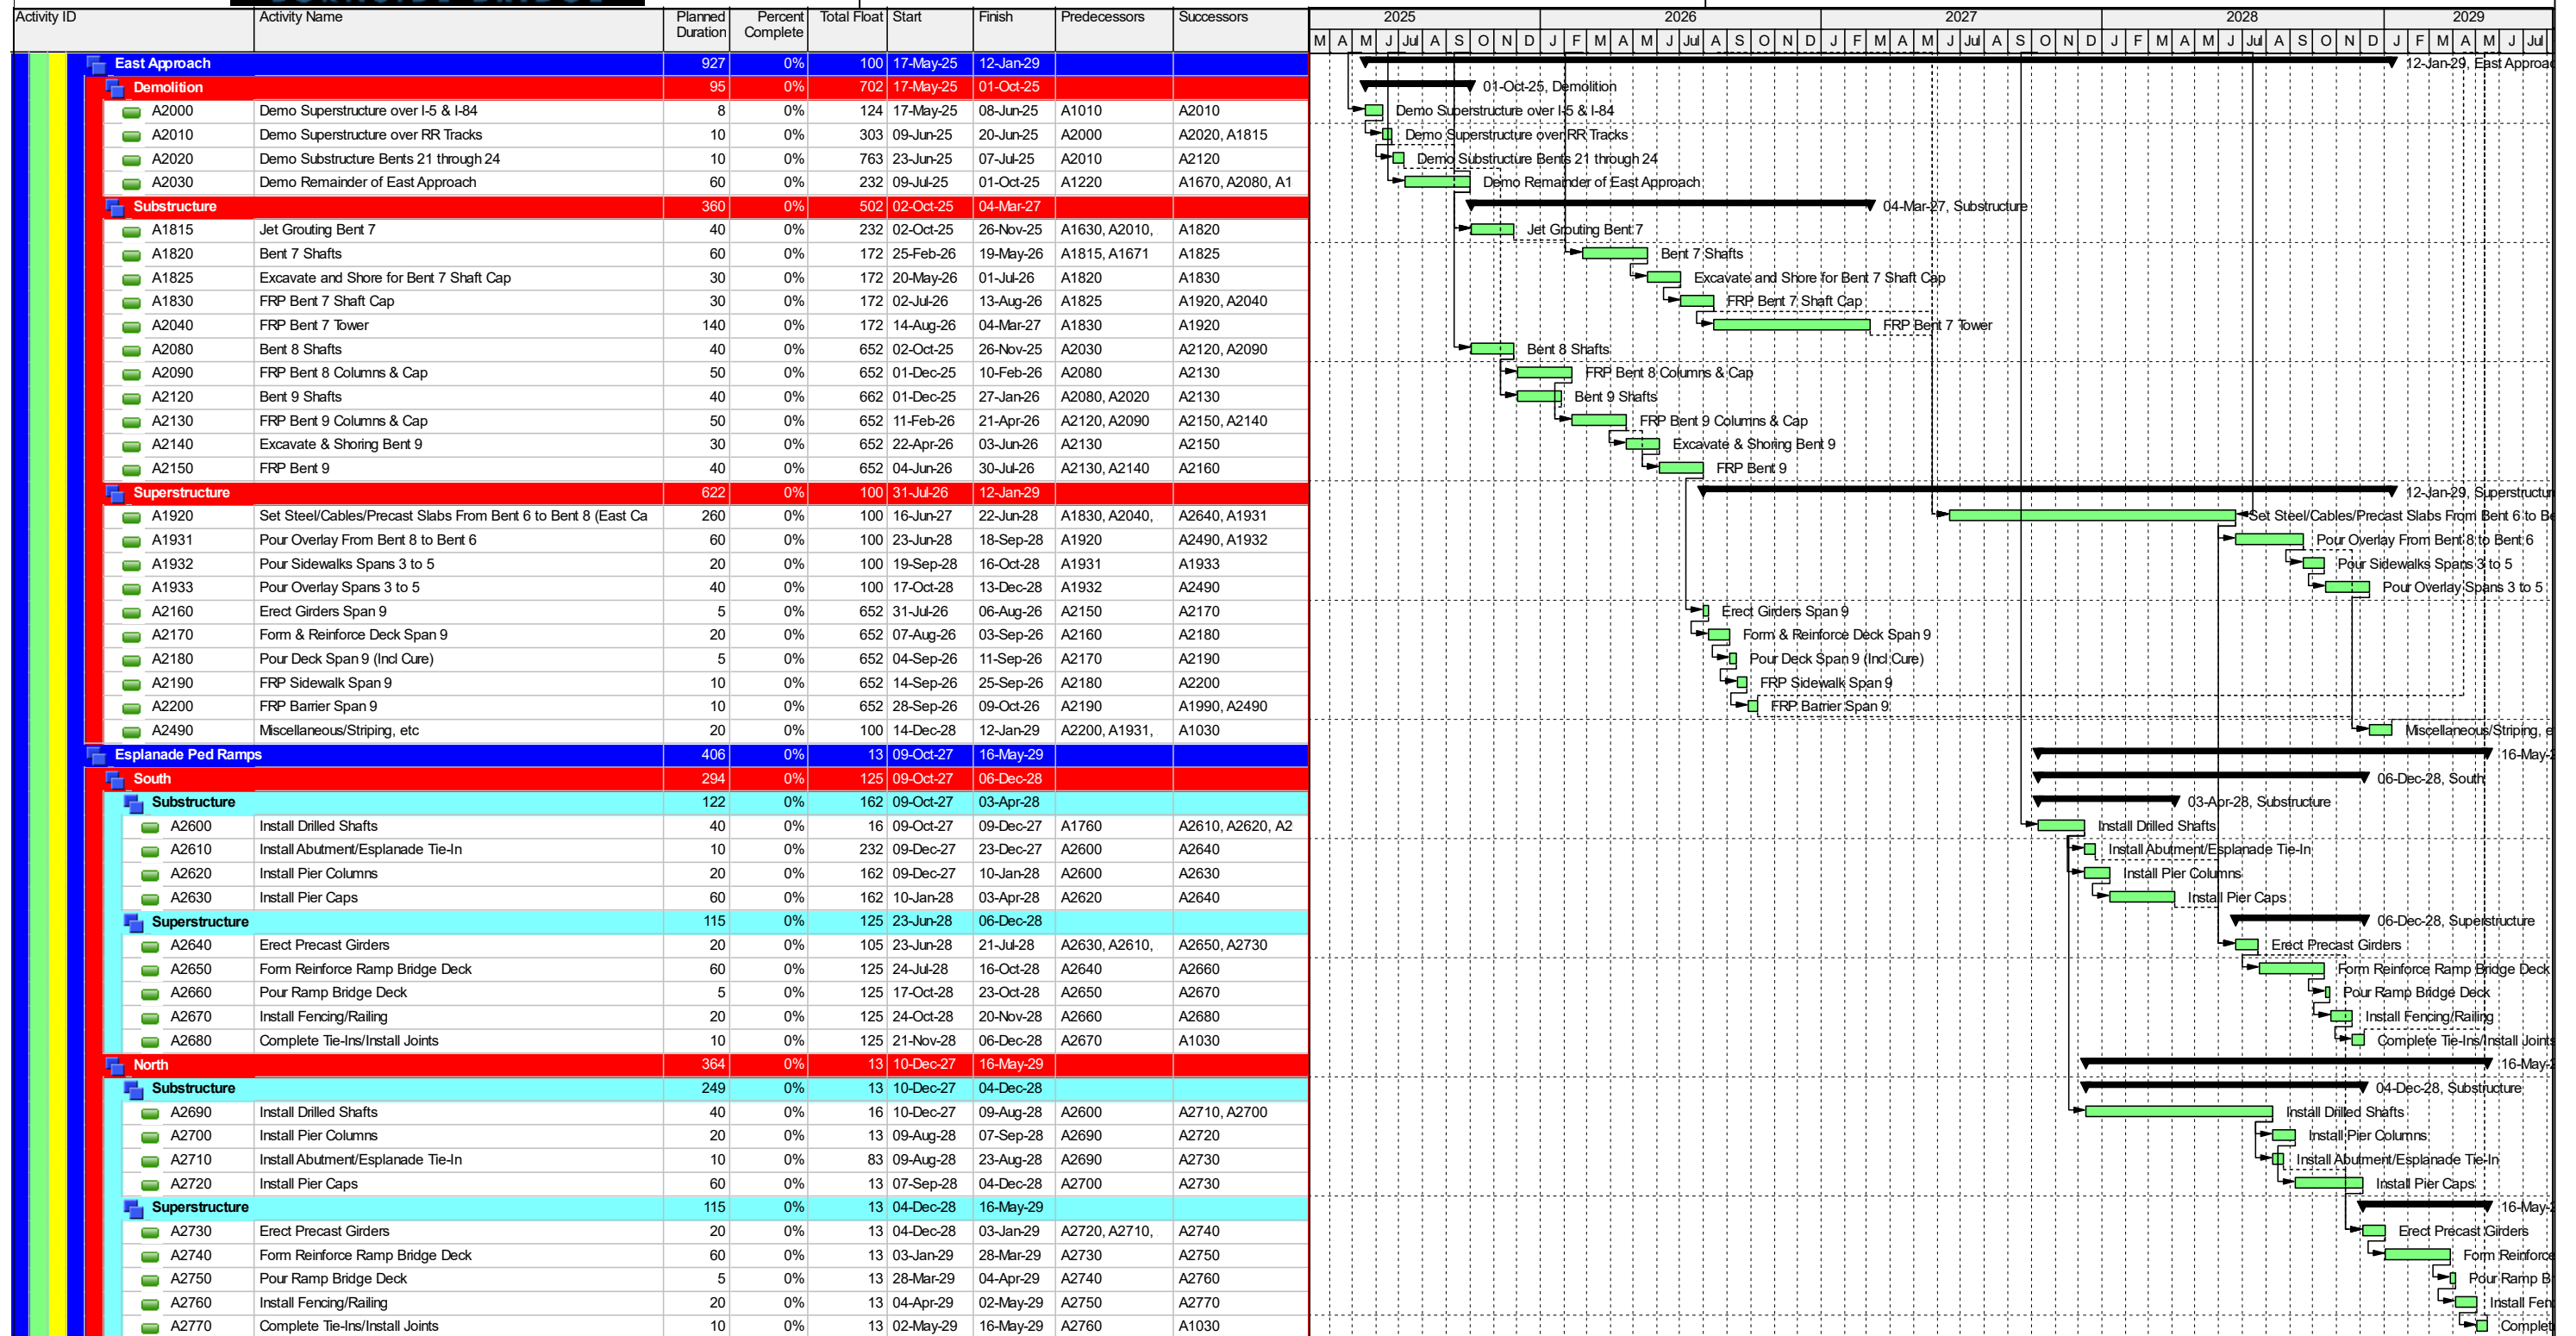 Activity ID Activity Name Planned Duration Percent Complete Total Float Start Finish Predecessors Successors
2025 2026 2027 2028 2029
M A M J Jul A S O N D J F M A M J Jul A S O N D J F M A M J Jul A S O N D J F M A M J Jul A S O N D J F M A M J Jul
East Approach 927 0% 100 17-May-25 12-Jan-29 12-Jan-29, East Approac
Demolition 95 0% 702 17-May-25 01-Oct-25 01-Oct-25, Demolition
A2000 Demo Superstructure over I-5 & I-84 8 0% 124 17-May-25 08-Jun-25 A1010 A2010 Demo Superstructure over I-5 & I-84
A2010 Demo Superstructure over RR Tracks 10 0% 303 09-Jun-25 20-Jun-25 A2000 A2020, A1815 Demo Superstructure over RR Tracks
A2020 Demo Substructure Bents 21 through 24 10 0% 763 23-Jun-25 07-Jul-25 A2010 A2120 Demo Substructure Bents 21 through 24
A2030 Demo Remainder of East Approach 60 0% 232 09-Jul-25 01-Oct-25 A1220 A1670, A2080, A1 Demo Remainder of East Approach
Substructure 360 0% 502 02-Oct-25 04-Mar-27 04-Mar-27, Substructure
A1815 Jet Grouting Bent 7 40 0% 232 02-Oct-25 26-Nov-25 A1630, A2010, A1820 Jet Grouting Bent 7
A1820 Bent 7 Shafts 60 0% 172 25-Feb-26 19-May-26 A1815, A1671 A1825 Bent 7 Shafts
A1825 Excavate and Shore for Bent 7 Shaft Cap 30 0% 172 20-May-26 01-Jul-26 A1820 A1830 Excavate and Shore for Bent 7 Shaft Cap
A1830 FRP Bent 7 Shaft Cap 30 0% 172 02-Jul-26 13-Aug-26 A1825 A1920, A2040 FRP Bent 7 Shaft Cap
A2040 FRP Bent 7 Tower 140 0% 172 14-Aug-26 04-Mar-27 A1830 A1920 FRP Bent 7 Tower
A2080 Bent 8 Shafts 40 0% 652 02-Oct-25 26-Nov-25 A2030 A2120, A2090 Bent 8 Shafts
A2090 FRP Bent 8 Columns & Cap 50 0% 652 01-Dec-25 10-Feb-26 A2080 A2130 FRP Bent 8 Columns & Cap
A2120 Bent 9 Shafts 40 0% 662 01-Dec-25 27-Jan-26 A2080, A2020 A2130 Bent 9 Shafts
A2130 FRP Bent 9 Columns & Cap 50 0% 652 11-Feb-26 21-Apr-26 A2120, A2090 A2150, A2140 FRP Bent 9 Columns & Cap
A2140 Excavate & Shoring Bent 9 30 0% 652 22-Apr-26 03-Jun-26 A2130 A2150 Excavate & Shoring Bent 9
A2150 FRP Bent 9 40 0% 652 04-Jun-26 30-Jul-26 A2130, A2140 A2160 FRP Bent 9
Superstructure 622 0% 100 31-Jul-26 12-Jan-29 12-Jan-29, Superstructur
A1920 Set Steel/Cables/Precast Slabs From Bent 6 to Bent 8 (East Ca 260 0% 100 16-Jun-27 22-Jun-28 A1830, A2040, A2640, A1931 Set Steel/Cables/Precast Slabs From Bent 6 to Be
A1931 Pour Overlay From Bent 8 to Bent 6 60 0% 100 23-Jun-28 18-Sep-28 A1920 A2490, A1932 Pour Overlay From Bent 8 to Bent 6
A1932 Pour Sidewalks Spans 3 to 5 20 0% 100 19-Sep-28 16-Oct-28 A1931 A1933 Pour Sidewalks Spans 3 to 5
A1933 Pour Overlay Spans 3 to 5 40 0% 100 17-Oct-28 13-Dec-28 A1932 A2490 Pour Overlay Spans 3 to 5
A2160 Erect Girders Span 9 5 0% 652 31-Jul-26 06-Aug-26 A2150 A2170 Erect Girders Span 9
A2170 Form & Reinforce Deck Span 9 20 0% 652 07-Aug-26 03-Sep-26 A2160 A2180 Form & Reinforce Deck Span 9
A2180 Pour Deck Span 9 (Incl Cure) 5 0% 652 04-Sep-26 11-Sep-26 A2170 A2190 Pour Deck Span 9 (Incl Cure)
A2190 FRP Sidewalk Span 9 10 0% 652 14-Sep-26 25-Sep-26 A2180 A2200 FRP Sidewalk Span 9
A2200 FRP Barrier Span 9 10 0% 652 28-Sep-26 09-Oct-26 A2190 A1990, A2490 FRP Barrier Span 9
A2490 Miscellaneous/Striping, etc 20 0% 100 14-Dec-28 12-Jan-29 A2200, A1931, A1030 Miscellaneous/Striping, e
Esplanade Ped Ramps 406 0% 13 09-Oct-27 16-May-29 16-May-2
South 294 0% 125 09-Oct-27 06-Dec-28 06-Dec-28, South
Substructure 122 0% 162 09-Oct-27 03-Apr-28 03-Apr-28, Substructure
A2600 Install Drilled Shafts 40 0% 16 09-Oct-27 09-Dec-27 A1760 A2610, A2620, A2 Install Drilled Shafts
A2610 Install Abutment/Esplanade Tie-In 10 0% 232 09-Dec-27 23-Dec-27 A2600 A2640 Install Abutment/Esplanade Tie-In
A2620 Install Pier Columns 20 0% 162 09-Dec-27 10-Jan-28 A2600 A2630 Install Pier Columns
A2630 Install Pier Caps 60 0% 162 10-Jan-28 03-Apr-28 A2620 A2640 Install Pier Caps
Superstructure 115 0% 125 23-Jun-28 06-Dec-28 06-Dec-28, Superstructure
A2640 Erect Precast Girders 20 0% 105 23-Jun-28 21-Jul-28 A2630, A2610, A2650, A2730 Erect Precast Girders
A2650 Form Reinforce Ramp Bridge Deck 60 0% 125 24-Jul-28 16-Oct-28 A2640 A2660 Form Reinforce Ramp Bridge Deck
A2660 Pour Ramp Bridge Deck 5 0% 125 17-Oct-28 23-Oct-28 A2650 A2670 Pour Ramp Bridge Deck
A2670 Install Fencing/Railing 20 0% 125 24-Oct-28 20-Nov-28 A2660 A2680 Install Fencing/Railing
A2680 Complete Tie-Ins/Install Joints 10 0% 125 21-Nov-28 06-Dec-28 A2670 A1030 Complete Tie-Ins/Install Joints
North 364 0% 13 10-Dec-27 16-May-29 16-May-2
Substructure 249 0% 13 10-Dec-27 04-Dec-28 04-Dec-28, Substructure
A2690 Install Drilled Shafts 40 0% 16 10-Dec-27 09-Aug-28 A2600 A2710, A2700 Install Drilled Shafts
A2700 Install Pier Columns 20 0% 13 09-Aug-28 07-Sep-28 A2690 A2720 Install Pier Columns
A2710 Install Abutment/Esplanade Tie-In 10 0% 83 09-Aug-28 23-Aug-28 A2690 A2730 Install Abutment/Esplanade Tie-In
A2720 Install Pier Caps 60 0% 13 07-Sep-28 04-Dec-28 A2700 A2730 Install Pier Caps
Superstructure 115 0% 13 04-Dec-28 16-May-29 16-May-2
A2730 Erect Precast Girders 20 0% 13 04-Dec-28 03-Jan-29 A2720, A2710, A2740 Erect Precast Girders
A2740 Form Reinforce Ramp Bridge Deck 60 0% 13 03-Jan-29 28-Mar-29 A2730 A2750 Form Reinforce
A2750 Pour Ramp Bridge Deck 5 0% 13 28-Mar-29 04-Apr-29 A2740 A2760 Pour Ramp B
A2760 Install Fencing/Railing 20 0% 13 04-Apr-29 02-May-29 A2750 A2770 Install Fen
A2770 Complete Tie-Ins/Install Joints 10 0% 13 02-May-29 16-May-29 A2760 A1030 Complet